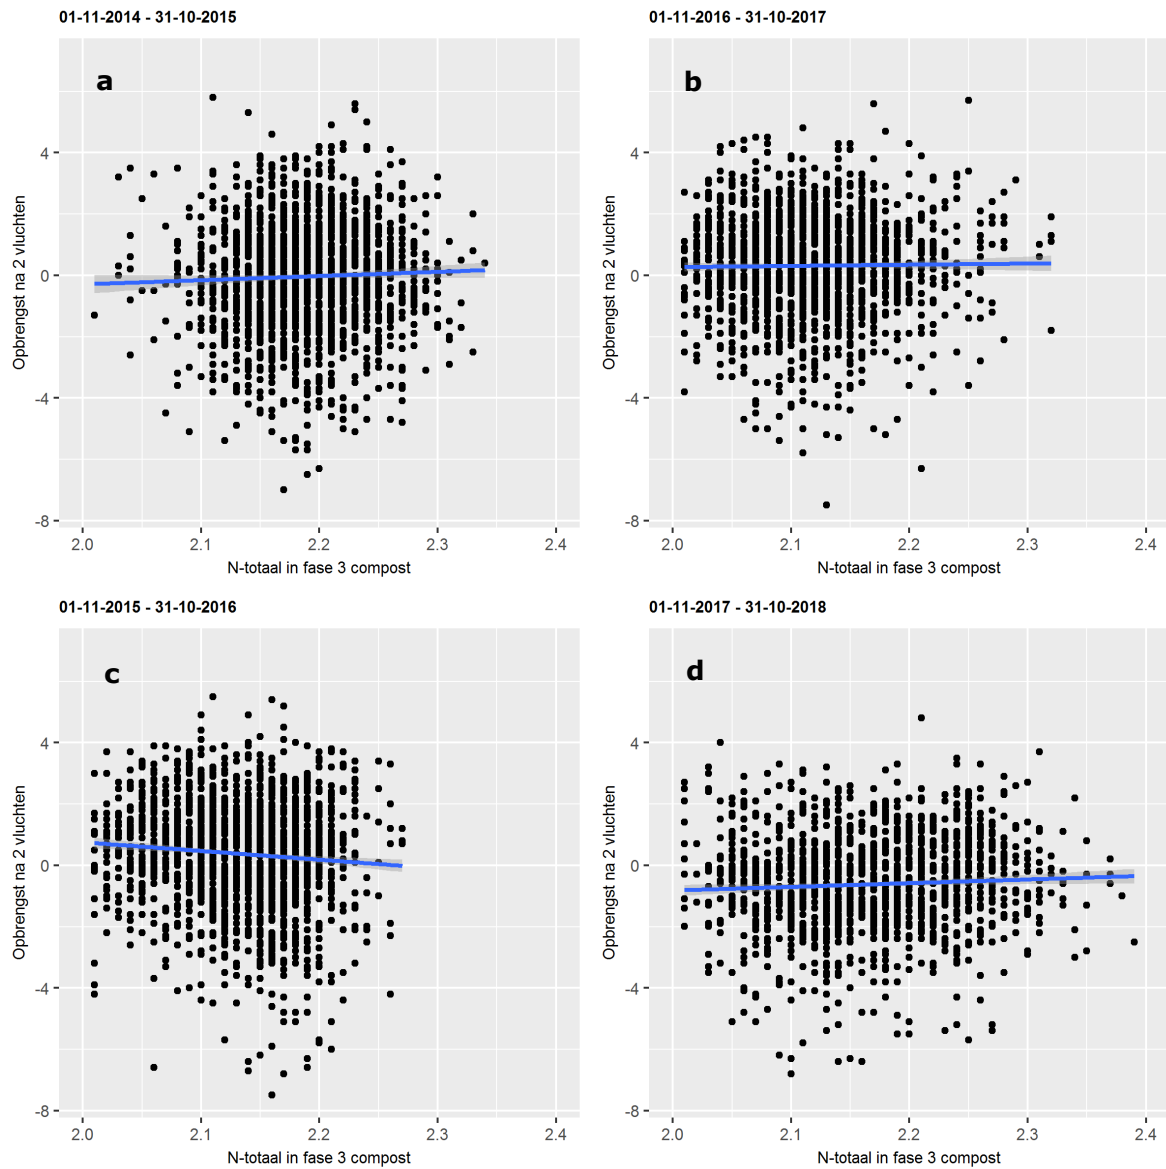 01-11-2014 - 31-10-2015
a
Opbrengst na 2 vluchten
4
0
-4
-8
2.0 2.1 2.2 2.3 2.4
N-totaal in fase 3 compost
01-11-2016 - 31-10-2017
b
Opbrengst na 2 vluchten
4
0
-4
-8
2.0 2.1 2.2 2.3 2.4
N-totaal in fase 3 compost
01-11-2015 - 31-10-2016
c
Opbrengst na 2 vluchten
4
0
-4
-8
2.0 2.1 2.2 2.3 2.4
N-totaal in fase 3 compost
01-11-2017 - 31-10-2018
d
Opbrengst na 2 vluchten
4
0
-4
-8
2.0 2.1 2.2 2.3 2.4
N-totaal in fase 3 compost